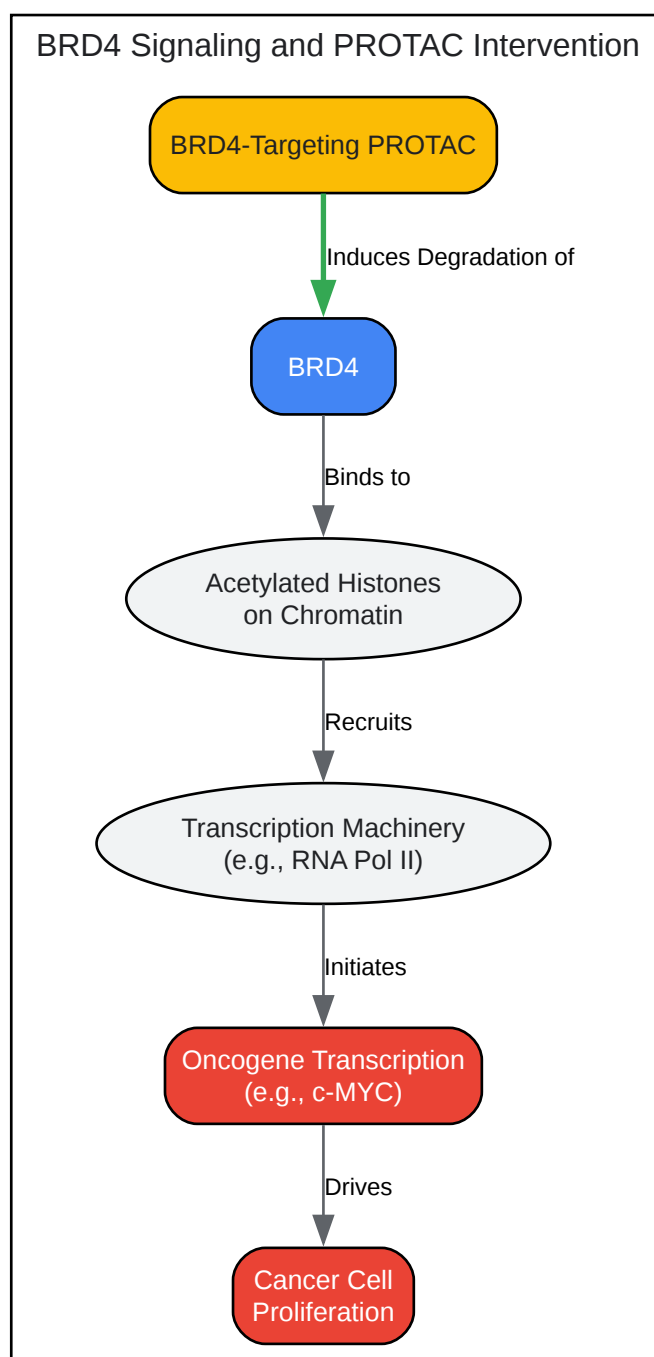 BRD4 Signaling and PROTAC Intervention
BRD4-Targeting PROTAC
Induces Degradation of
BRD4
Binds to
Acetylated Histones
on Chromatin
Recruits
Transcription Machinery
(e.g., RNA Pol II)
Initiates
Oncogene Transcription
(e.g., c-MYC)
Drives
Cancer Cell
Proliferation